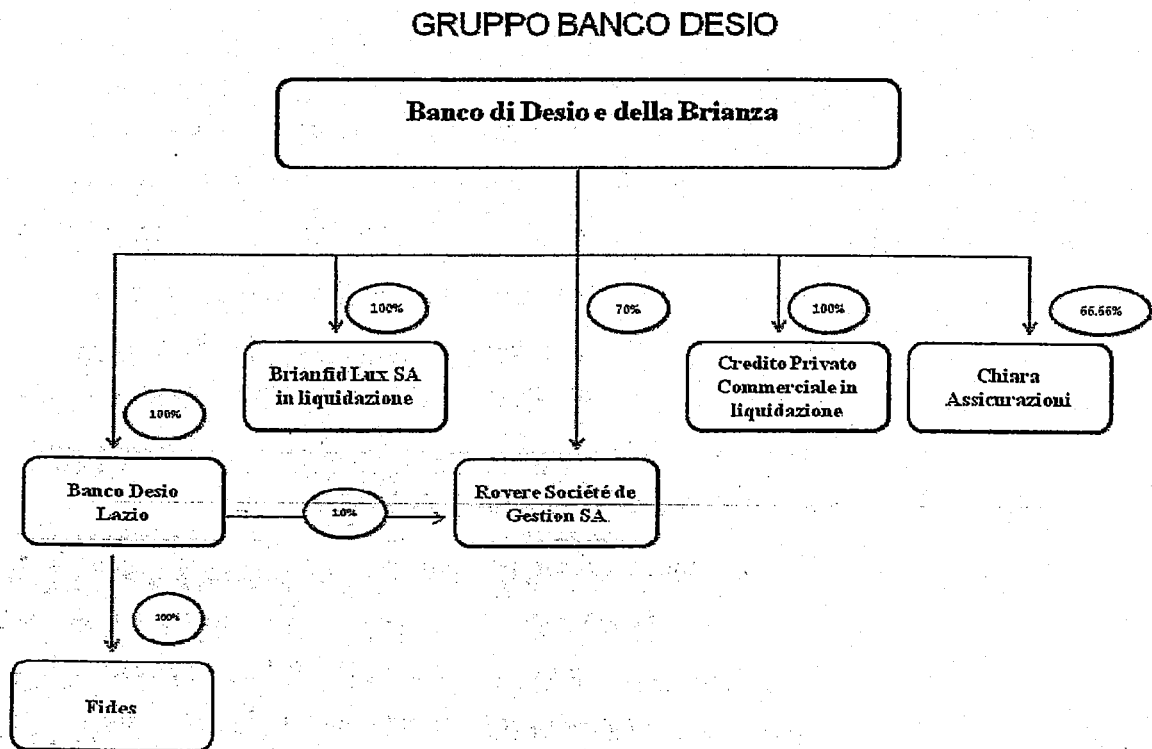 GRUPPO BANCO DESIO
Banco di Desio e della Brianza
100%
70%
100%
66.66%
Brianfid Lux SA
in liquidazione
Credito Privato
Commerciale in
liquidazione
Chiara
Assicurazioni
100%
Banco Desio
Lazio
10%
Rovere Société de
Gestion SA.
100%
Fides